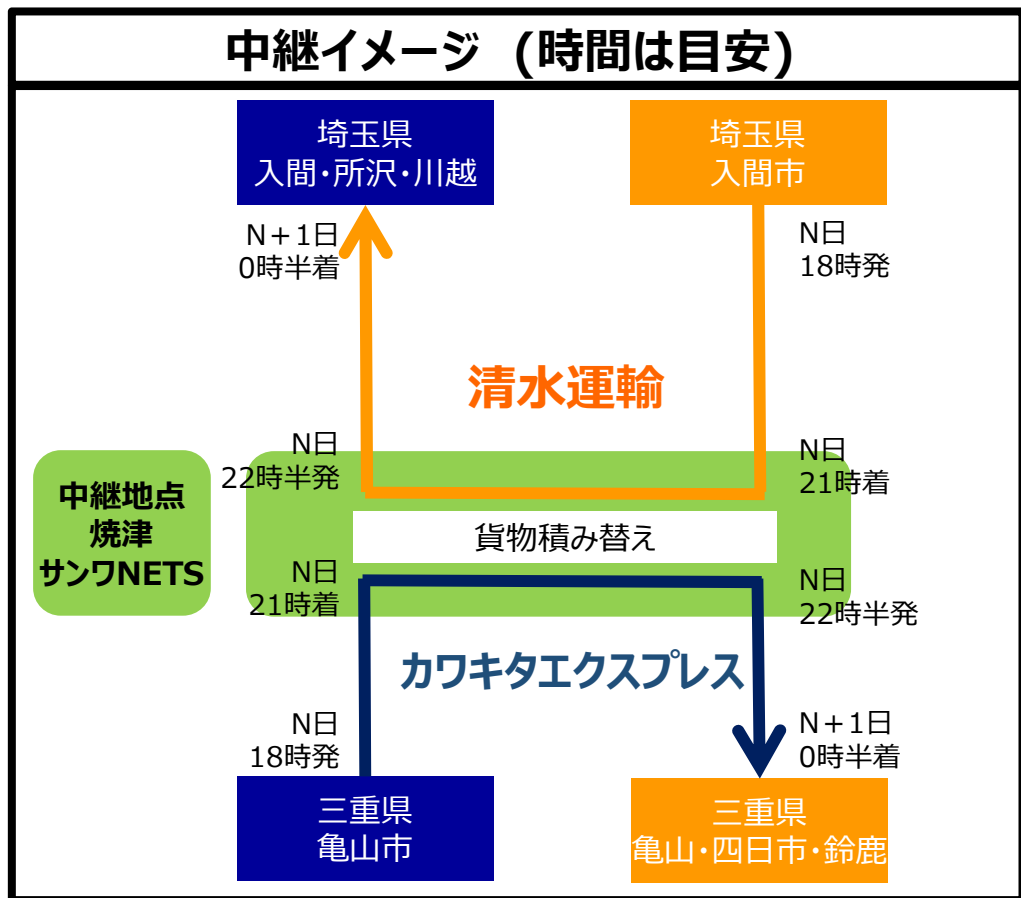 中継イメージ (時間は目安)
埼玉県
入間・所沢・川越
埼玉県
入間市
N+1日
0時半着
N日
18時発
清水運輸
N日
22時半発
N日
21時着
中継地点
焼津
サンワNETS
貨物積み替え
N日
21時着
N日
22時半発
カワキタエクスプレス
N日
18時発
N+1日
0時半着
三重県
亀山市
三重県
亀山・四日市・鈴鹿